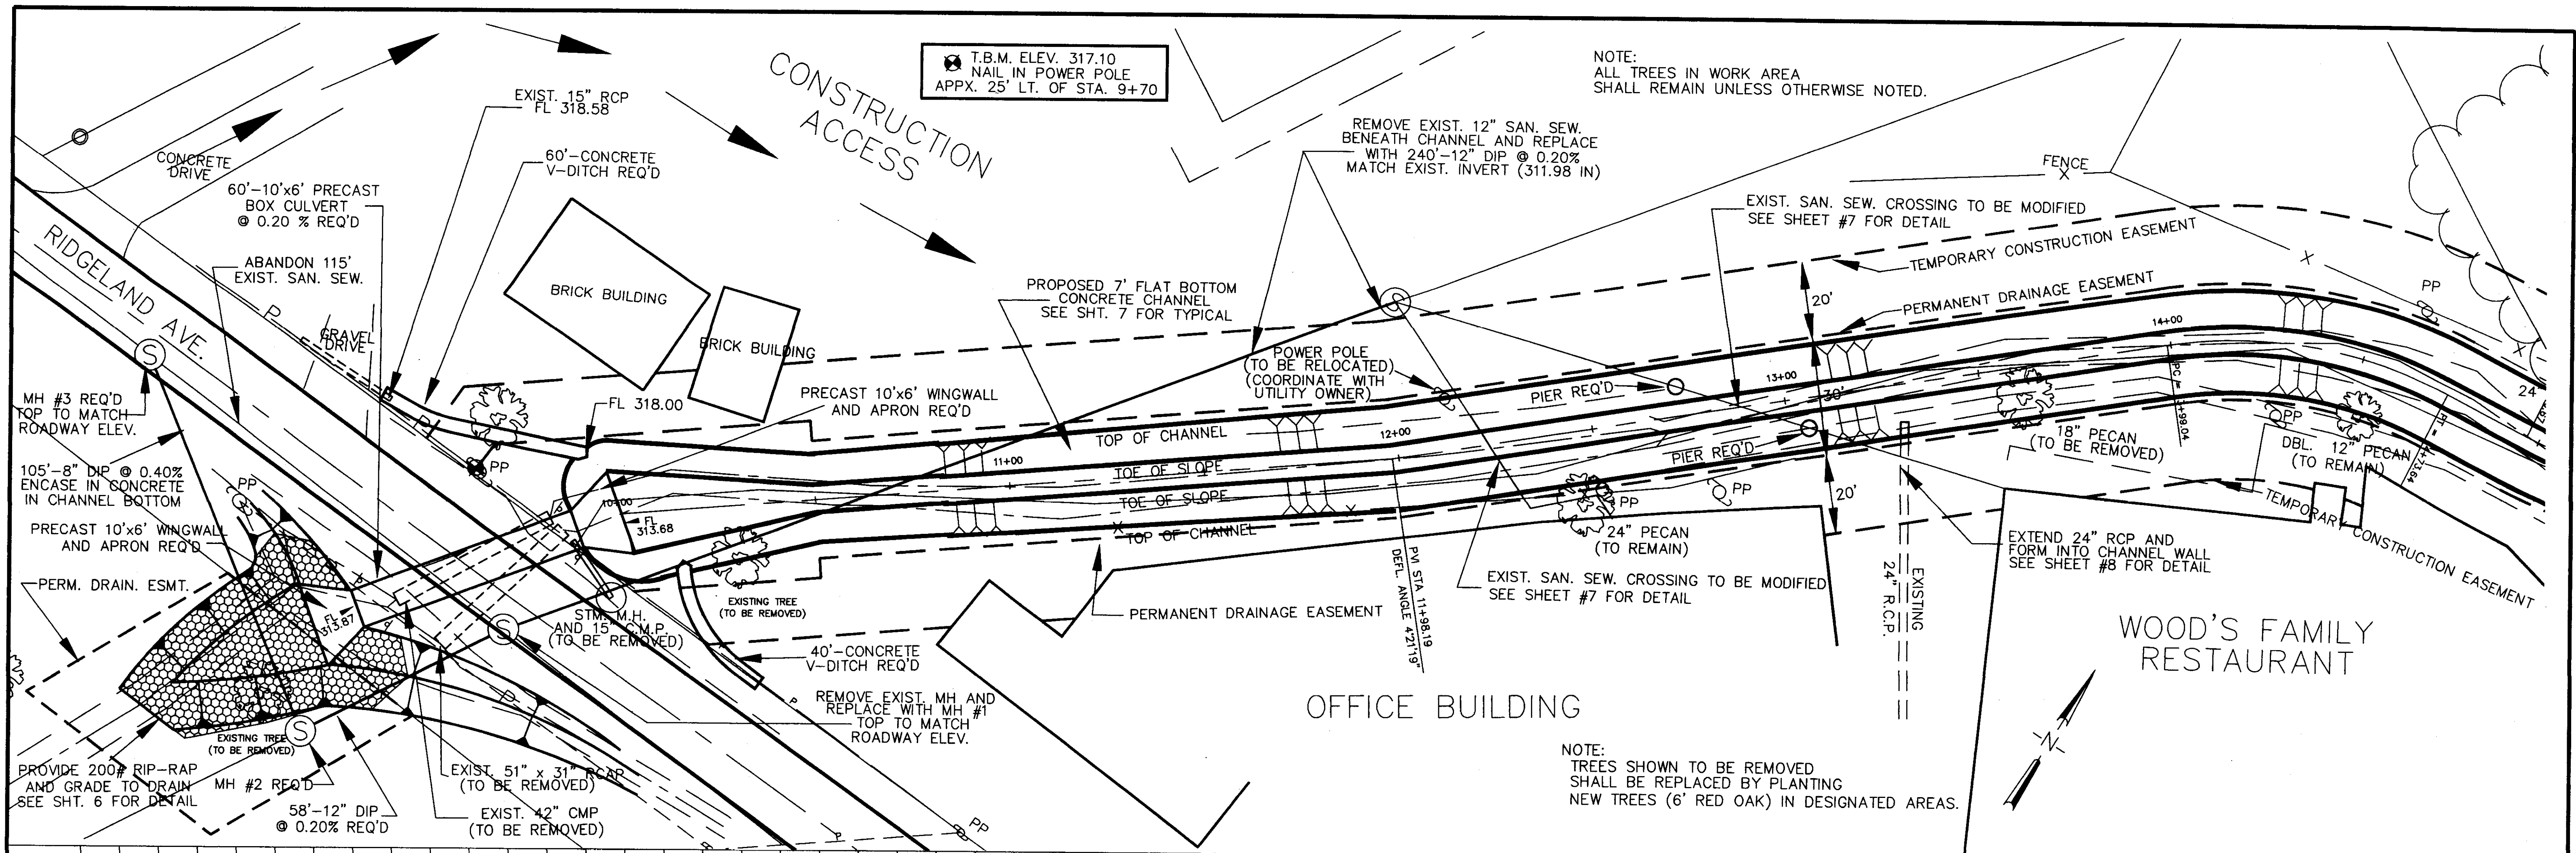 T.B.M. ELEV. 317.10
NAIL IN POWER POLE
APPX. 25' LT. OF STA. 9+70
NOTE:
ALL TREES IN WORK AREA
SHALL REMAIN UNLESS OTHERWISE NOTED.
CONSTRUCTION
ACCESS
EXIST. 15" RCP
FL 318.58
60'-CONCRETE
V-DITCH REQ'D
CONCRETE
DRIVE
60'-10'x6' PRECAST
BOX CULVERT
@ 0.20 % REQ'D
RIDGELAND AVE.
ABANDON 115'
EXIST. SAN. SEW.
GRAVEL
DRIVE
BRICK BUILDING
BRICK BUILDING
REMOVE EXIST. 12" SAN. SEW.
BENEATH CHANNEL AND REPLACE
WITH 240'-12" DIP @ 0.20%
MATCH EXIST. INVERT (311.98 IN)
FENCE
X
EXIST. SAN. SEW. CROSSING TO BE MODIFIED
SEE SHEET #7 FOR DETAIL
TEMPORARY CONSTRUCTION EASEMENT
PERMANENT DRAINAGE EASEMENT
20'
X
PP
X
PROPOSED 7' FLAT BOTTOM
CONCRETE CHANNEL
SEE SHT. 7 FOR TYPICAL
POWER POLE
(TO BE RELOCATED)
(COORDINATE WITH
UTILITY OWNER)
PIER REQ'D
13+00
14+00
30'
PC =
PT =
24"
MH #3 REQ'D
TOP TO MATCH
ROADWAY ELEV.
S
FL 318.00
PRECAST 10'x6' WINGWALL
AND APRON REQ'D
TOP OF CHANNEL
12+00
11+00
TOE OF SLOPE
TOE OF SLOPE
TOP OF CHANNEL
X
X
PIER REQ'D
20'
PP
PP
18" PECAN
(TO BE REMOVED)
PP
DBL. 12" PECAN
(TO REMAIN)
TEMPORARY CONSTRUCTION EASEMENT
105'-8" DIP @ 0.40%
ENCASE IN CONCRETE
IN CHANNEL BOTTOM
PP
PP
10+00
FL
313.68
PRECAST 10'x6' WINGWALL
AND APRON REQ'D
PERM. DRAIN. ESMT.
FL
313.87
24" PECAN
(TO REMAIN)
PVI STA 11+98.19
DEFL. ANGLE 4°21'19"
EXIST. SAN. SEW. CROSSING TO BE MODIFIED
SEE SHEET #7 FOR DETAIL
EXISTING
24" R.C.P.
EXTEND 24" RCP AND
FORM INTO CHANNEL WALL
SEE SHEET #8 FOR DETAIL
WOOD'S FAMILY
RESTAURANT
EXISTING TREE
(TO BE REMOVED)
STM. M.H.
AND 15" C.M.P.
(TO BE REMOVED)
S
PERMANENT DRAINAGE EASEMENT
40'-CONCRETE
V-DITCH REQ'D
REMOVE EXIST. MH AND
REPLACE WITH MH #1
TOP TO MATCH
ROADWAY ELEV.
OFFICE BUILDING
-N-
NOTE:
TREES SHOWN TO BE REMOVED
SHALL BE REPLACED BY PLANTING
NEW TREES (6' RED OAK) IN DESIGNATED AREAS.
S
EXISTING TREE
(TO BE REMOVED)
PROVIDE 200# RIP-RAP
AND GRADE TO DRAIN
SEE SHT. 6 FOR DETAIL
MH #2 REQ'D
58'-12" DIP
@ 0.20% REQ'D
EXIST. 51" x 31" RCAP
(TO BE REMOVED)
EXIST. 42" CMP
(TO BE REMOVED)
PP